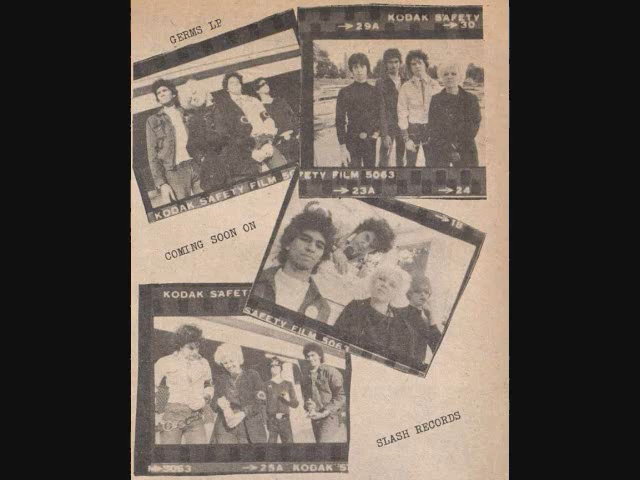 GERMS LP
KODAK SAFETY FILM 50
KODAK SAFETY
→29A →30
FETY FILM 5063
→23A →24
COMING SOON ON
→18
SAFETY FILM 5063
KODAK SAFET
5063 →25A KODAK S
SLASH RECORDS